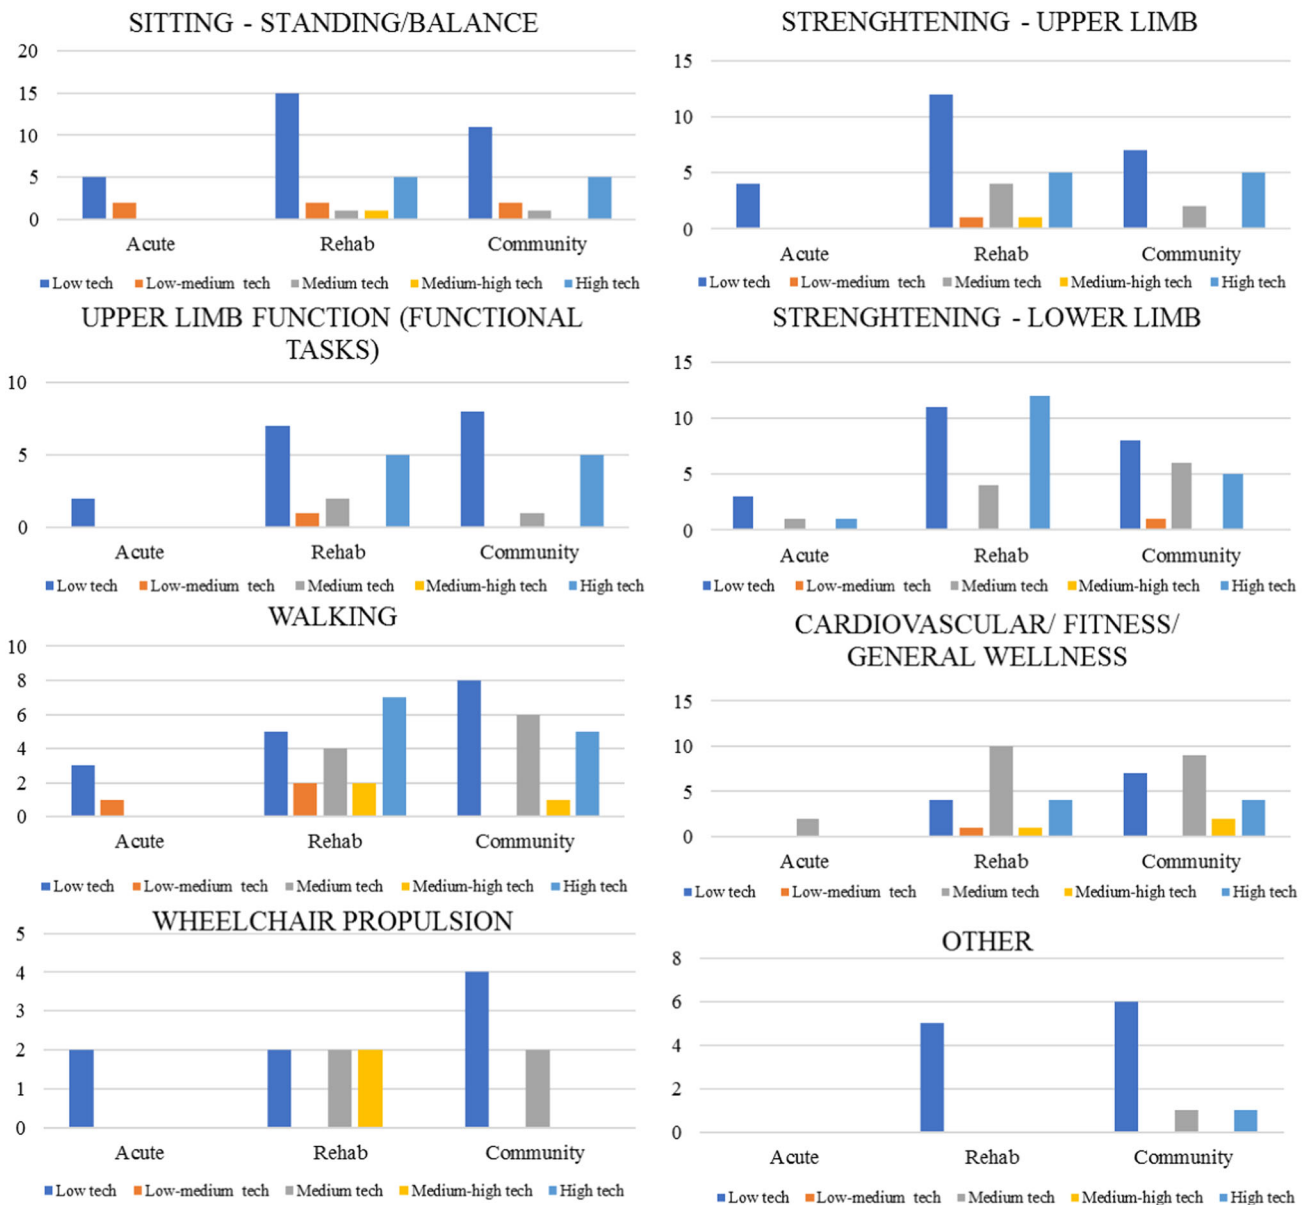 SITTING - STANDING/BALANCE
20
15
10
5
0
Acute Rehab Community
Low tech Low-medium tech Medium tech Medium-high tech High tech
STRENGHTENING - UPPER LIMB
15
10
5
0
Acute Rehab Community
Low tech Low-medium tech Medium tech Medium-high tech High tech
UPPER LIMB FUNCTION (FUNCTIONAL
TASKS)
10
5
0
Acute Rehab Community
Low tech Low-medium tech Medium tech Medium-high tech High tech
STRENGHTENING - LOWER LIMB
15
10
5
0
Acute Rehab Community
Low tech Low-medium tech Medium tech Medium-high tech High tech
WALKING
10
8
6
4
2
0
Acute Rehab Community
Low tech Low-medium tech Medium tech Medium-high tech High tech
CARDIOVASCULAR/ FITNESS/
GENERAL WELLNESS
15
10
5
0
Acute Rehab Community
Low tech Low-medium tech Medium tech Medium-high tech High tech
WHEELCHAIR PROPULSION
5
4
3
2
1
0
Acute Rehab Community
Low tech Low-medium tech Medium tech Medium-high tech High tech
OTHER
8
6
4
2
0
Acute Rehab Community
Low tech Low-medium tech Medium tech Medium-high tech High tech